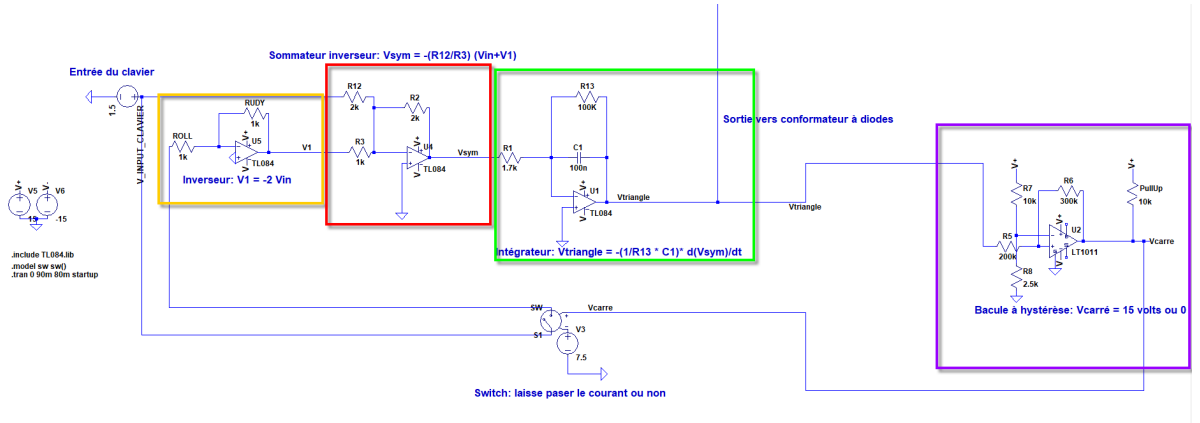 Sommateur inverseur: Vsym = -(R12/R3) (Vin+V1)
Entrée du clavier
1.5
V_INPUT_CLAVIER
ROLL
1k
RUDY
1k
V+
U5
V-
TL084
V1
Inverseur: V1 = -2 Vin
R12
2k
R2
2k
R3
1k
V+
U4
V-
TL084
Vsym
R13
100K
R1
1.7k
C1
100n
V+
U1
V-
TL084
Vtriangle
Intégrateur: Vtriangle = -(1/R13 * C1)* d(Vsym)/dt
Sortie vers conformateur à diodes
Vtriangle
V+
R7
10k
R6
300k
V+
PullUp
10k
R5
200k
V+
U2
LT1011
V-
R8
2.5k
Vcarre
Bacule à hystérèse: Vcarré = 15 volts ou 0
V+
V5
15
V-
V6
-15
.include TL084.lib
.model sw sw()
.tran 0 90m 80m startup
SW
S1
Vcarre
V3
7.5
Switch: laisse paser le courant ou non